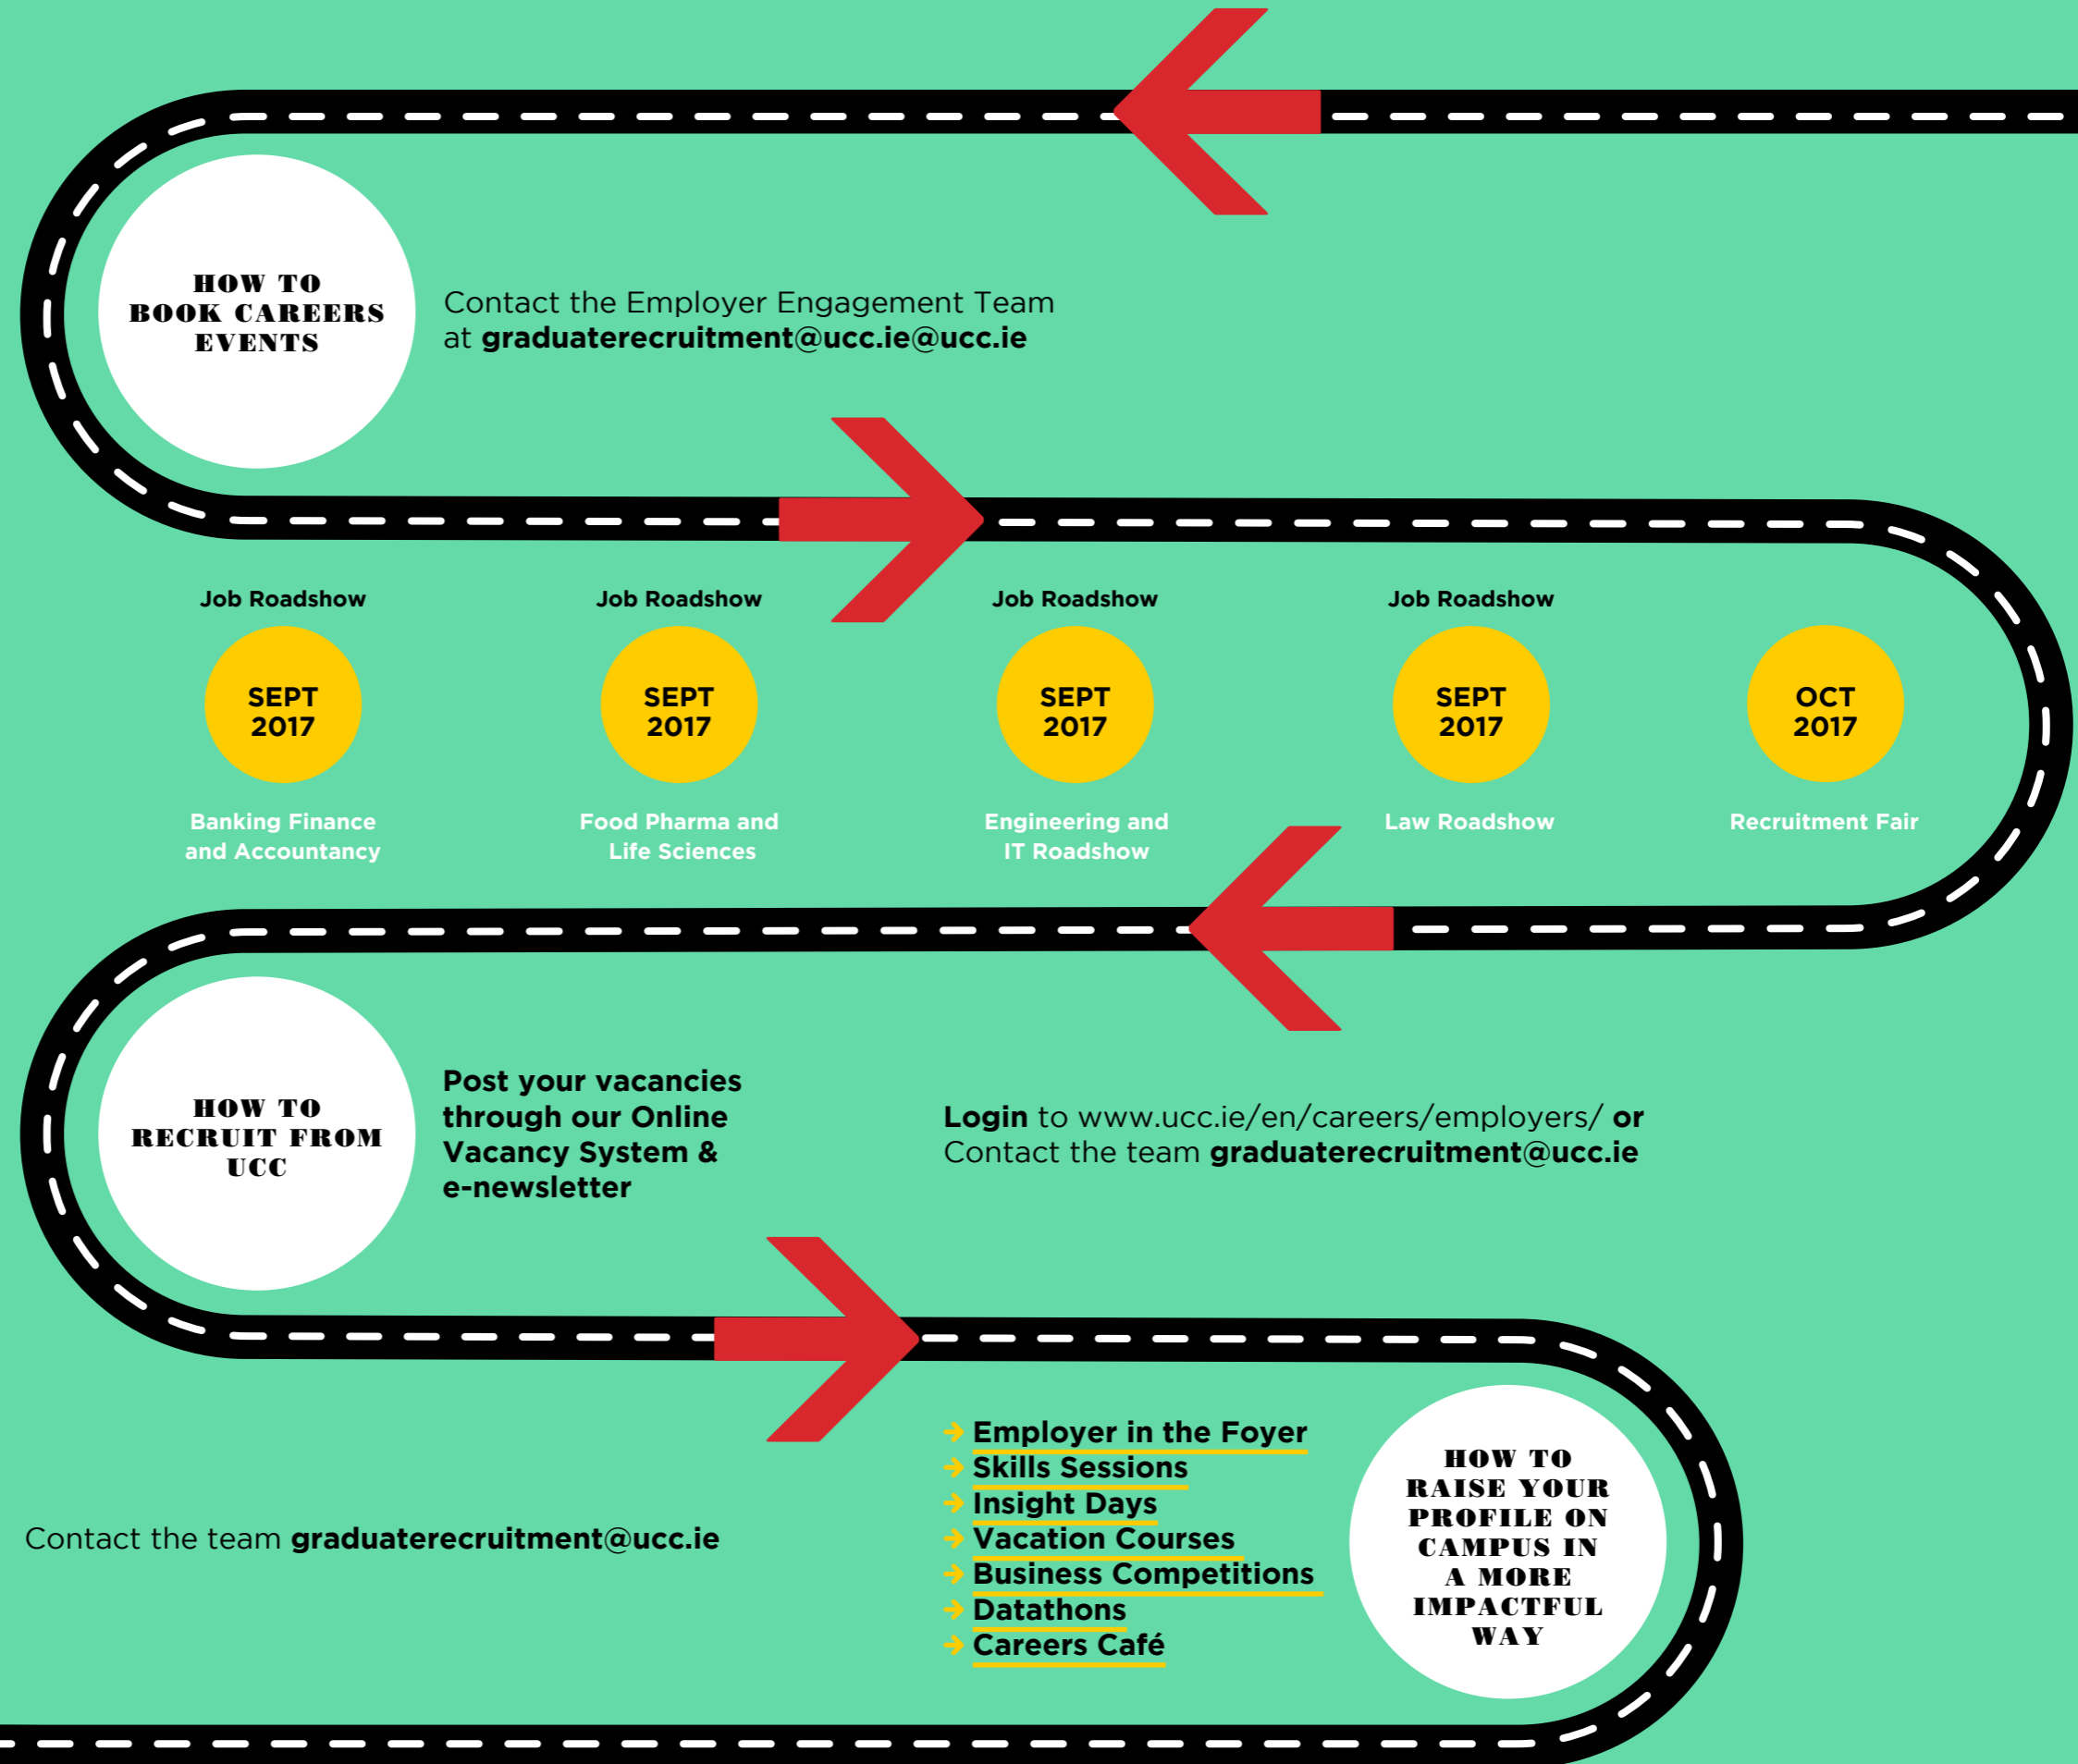 HOW TO
BOOK CAREERS
EVENTS
Contact the Employer Engagement Team
at graduaterecruitment@ucc.ie@ucc.ie
Job Roadshow
SEPT
2017
Banking Finance
and Accountancy
Job Roadshow
SEPT
2017
Food Pharma and
Life Sciences
Job Roadshow
SEPT
2017
Engineering and
IT Roadshow
Job Roadshow
SEPT
2017
Law Roadshow
OCT
2017
Recruitment Fair
HOW TO
RECRUIT FROM
UCC
Post your vacancies
through our Online
Vacancy System &
e-newsletter
Login to www.ucc.ie/en/careers/employers/ or
Contact the team graduaterecruitment@ucc.ie
HOW TO
RAISE YOUR
PROFILE ON
CAMPUS IN
A MORE
IMPACTFUL
WAY
Employer in the Foyer
Skills Sessions
Insight Days
Vacation Courses
Business Competitions
Datathons
Careers Café
Contact the team graduaterecruitment@ucc.ie